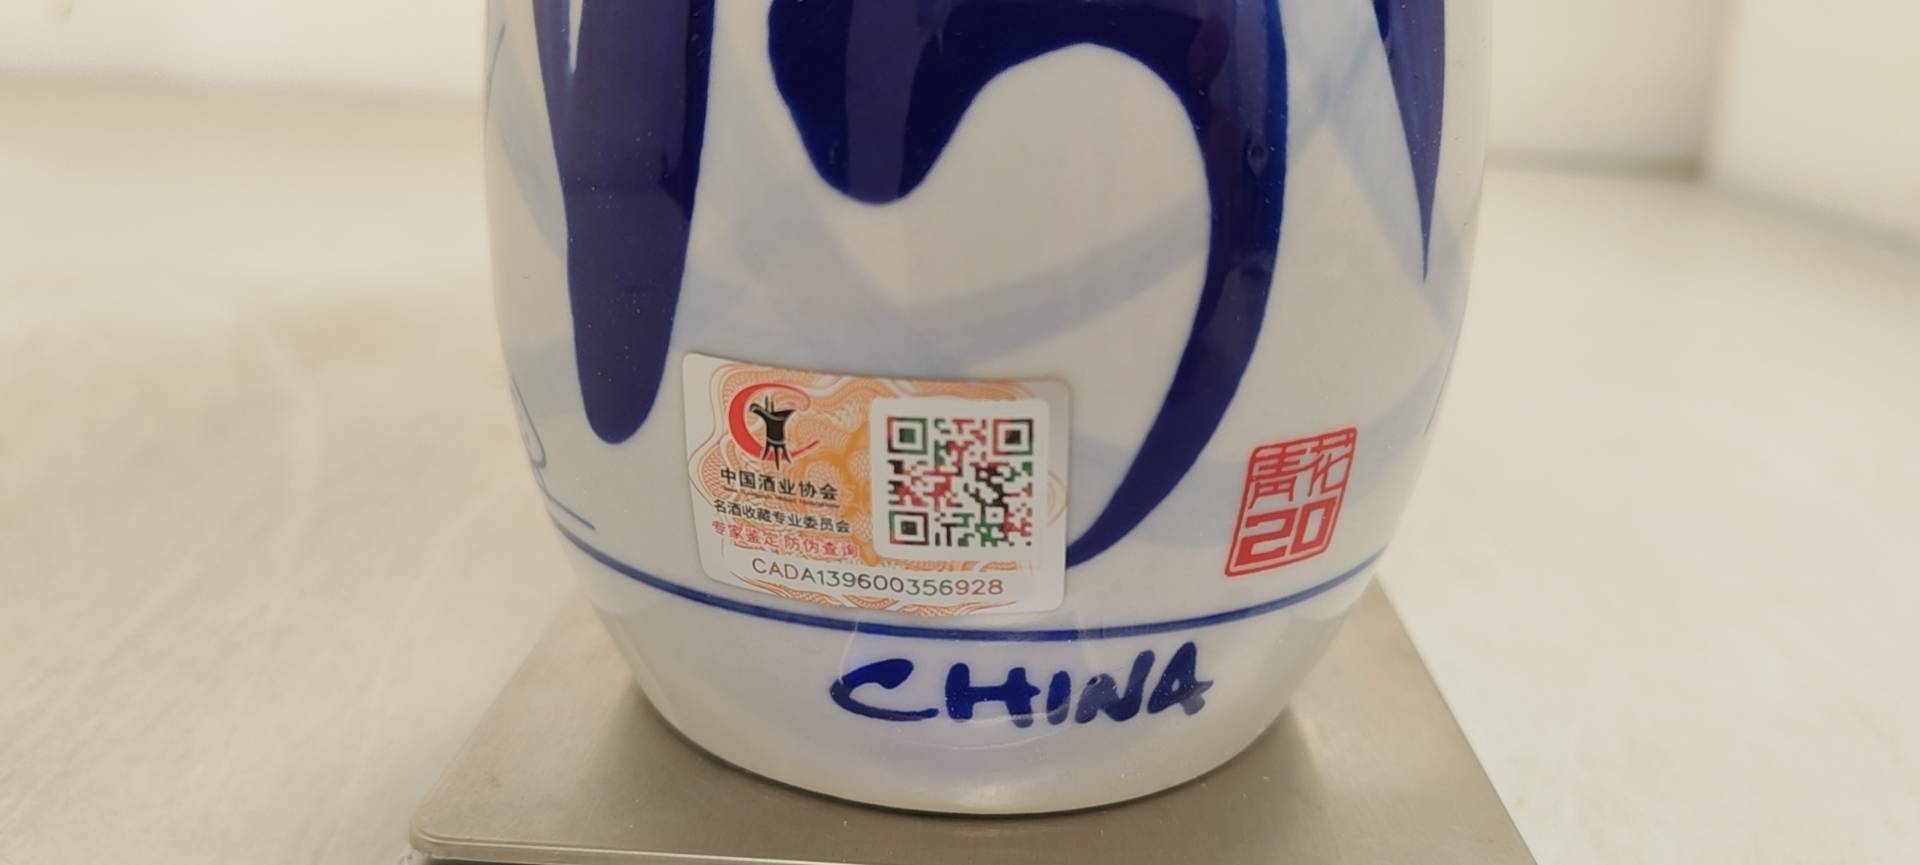 中国酒业协会
名酒收藏专业委员会
专家鉴定 防伪查询
CADA139600356928
青花
20
CHINA